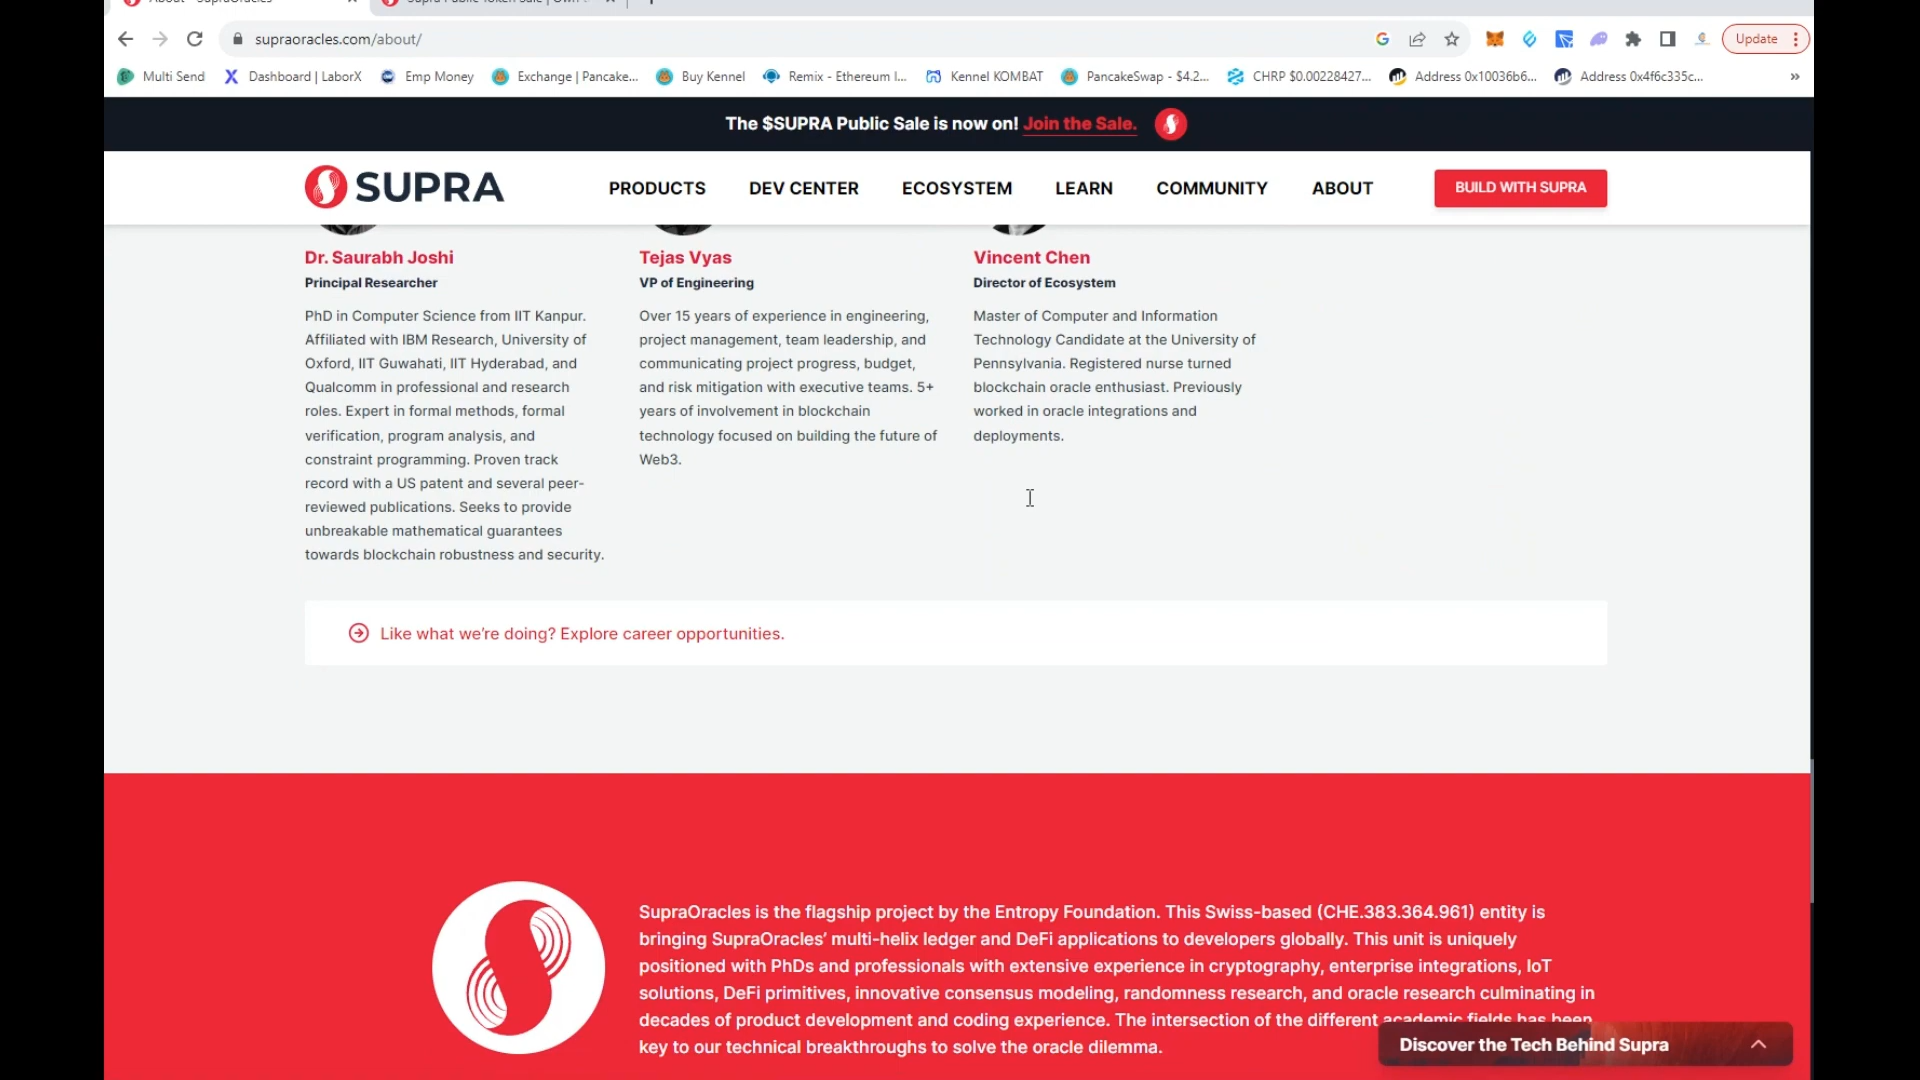 About - SupraOracles
Supra Public Token Sale | Own
supraoracles.com/about/
Update
Multi Send
Dashboard | LaborX
Emp Money
Exchange | Pancake...
Buy Kennel
Remix - Ethereum I...
Kennel KOMBAT
PancakeSwap - $4.2...
CHRP $0.00228427...
Address 0x10036b6...
Address 0x4f6c335c...
The $SUPRA Public Sale is now on! Join the Sale.
SUPRA
PRODUCTS
DEV CENTER
ECOSYSTEM
LEARN
COMMUNITY
ABOUT
BUILD WITH SUPRA
Dr. Saurabh Joshi
Principal Researcher
PhD in Computer Science from IIT Kanpur.
Affiliated with IBM Research, University of
Oxford, IIT Guwahati, IIT Hyderabad, and
Qualcomm in professional and research
roles. Expert in formal methods, formal
verification, program analysis, and
constraint programming. Proven track
record with a US patent and several peer-
reviewed publications. Seeks to provide
unbreakable mathematical guarantees
towards blockchain robustness and security.
Tejas Vyas
VP of Engineering
Over 15 years of experience in engineering,
project management, team leadership, and
communicating project progress, budget,
and risk mitigation with executive teams. 5+
years of involvement in blockchain
technology focused on building the future of
Web3.
Vincent Chen
Director of Ecosystem
Master of Computer and Information
Technology Candidate at the University of
Pennsylvania. Registered nurse turned
blockchain oracle enthusiast. Previously
worked in oracle integrations and
deployments.
Like what we're doing? Explore career opportunities.
SupraOracles is the flagship project by the Entropy Foundation. This Swiss-based (CHE.383.364.961) entity is
bringing SupraOracles' multi-helix ledger and DeFi applications to developers globally. This unit is uniquely
positioned with PhDs and professionals with extensive experience in cryptography, enterprise integrations, IoT
solutions, DeFi primitives, innovative consensus modeling, randomness research, and oracle research culminating in
decades of product development and coding experience. The intersection of the different academic fields has been
key to our technical breakthroughs to solve the oracle dilemma.
Discover the Tech Behind Supra